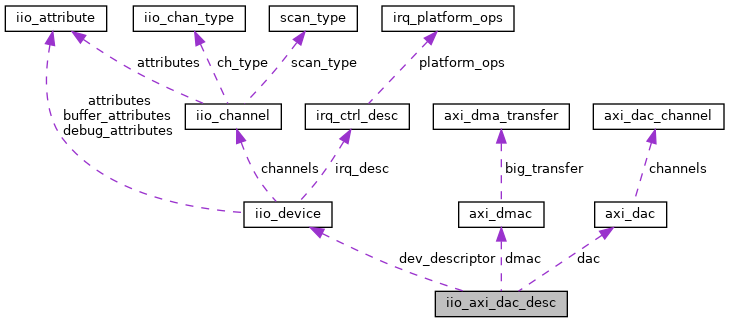 iio_attribute
iio_chan_type
scan_type
irq_platform_ops
attributes
ch_type
scan_type
platform_ops
attributes
buffer_attributes
debug_attributes
iio_channel
irq_ctrl_desc
axi_dma_transfer
axi_dac_channel
channels
irq_desc
big_transfer
channels
iio_device
axi_dmac
axi_dac
dev_descriptor
dmac
dac
iio_axi_dac_desc